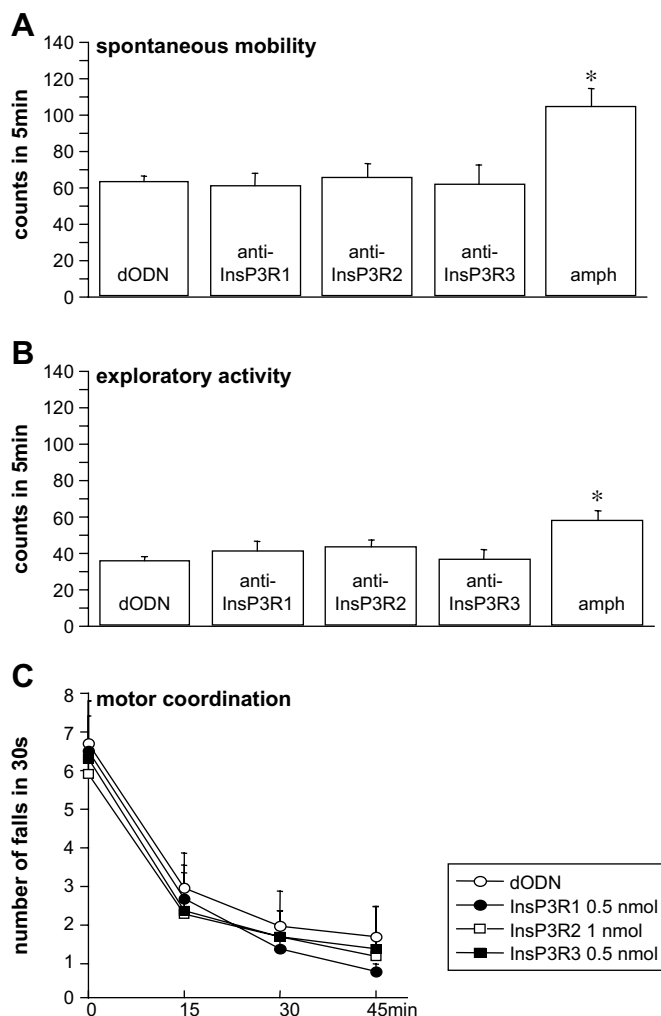 A
spontaneous mobility
counts in 5min
140
120
100
80
60
40
20
0
*
dODN
anti-
InsP3R1
anti-
InsP3R2
anti-
InsP3R3
amph
B
exploratory activity
counts in 5min
140
120
100
80
60
40
20
0
*
dODN
anti-
InsP3R1
anti-
InsP3R2
anti-
InsP3R3
amph
C
motor coordination
number of falls in 30s
8
7
6
5
4
3
2
1
0
0
15
30
45min
dODN
InsP3R1 0.5 nmol
InsP3R2 1 nmol
InsP3R3 0.5 nmol